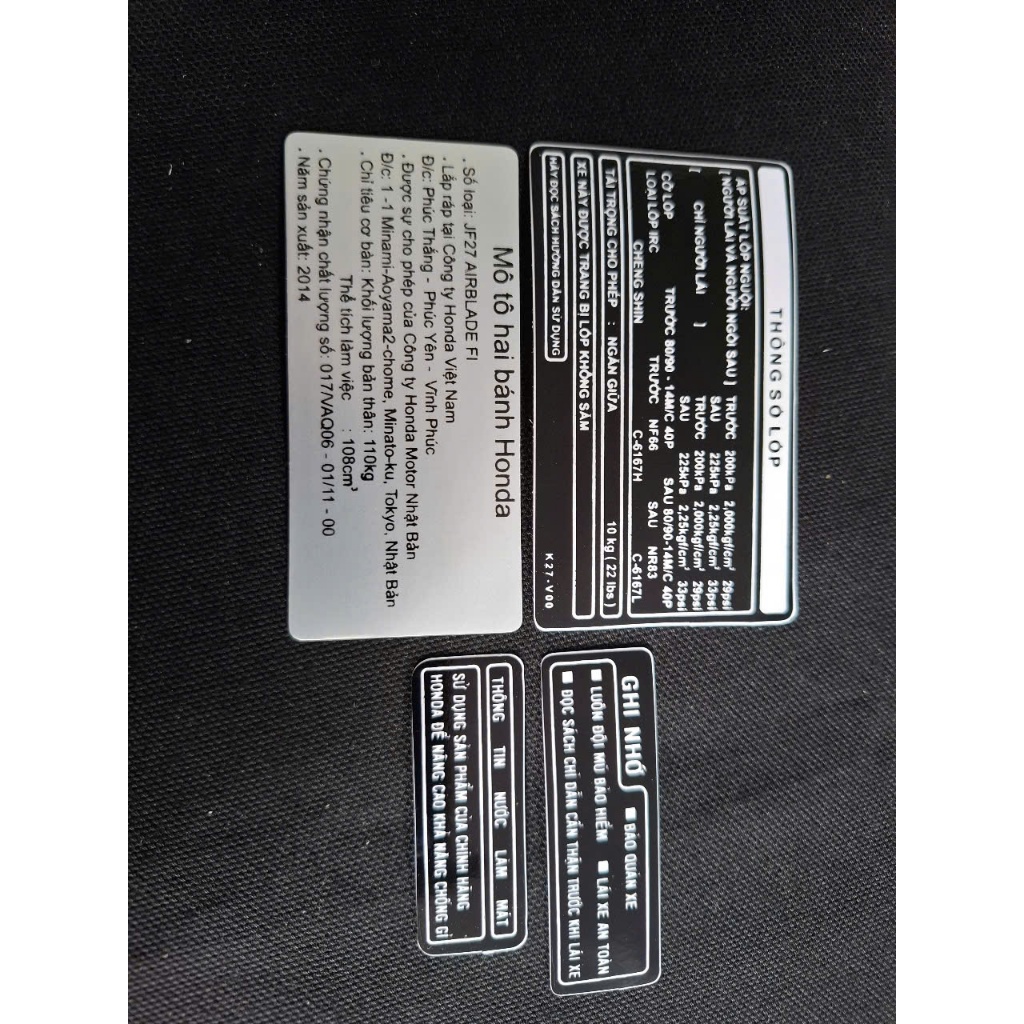 THÔNG SỐ LỐP
ÁP SUẤT LỐP NGUỘI:
[ NGƯỜI LÁI VÀ NGƯỜI NGỒI SAU ] TRƯỚC 200kPa 2,000kgf/cm² 29psi
SAU 225kPa 2,25kgf/cm² 33psi
[ CHỈ NGƯỜI LÁI ] TRƯỚC 200kPa 2,000kgf/cm² 29psi
SAU 225kPa 2,25kgf/cm² 33psi
CỠ LỐP TRƯỚC 80/90 - 14M/C 40P SAU 80/90-14M/C 40P
LOẠI LỐP IRC TRƯỚC NF66 SAU NR83
CHENG SHIN C-6167H C-6167L
TẢI TRỌNG CHO PHÉP : NGĂN GIỮA 10 kg ( 22 lbs )
XE NÀY ĐƯỢC TRANG BỊ LỐP KHÔNG SĂM
HÃY ĐỌC SÁCH HƯỚNG DẪN SỬ DỤNG
K27-V00
Mô tô hai bánh Honda
. Số loại: JF27 AIRBLADE FI
. Lắp ráp tại Công ty Honda Việt Nam
Đ/c: Phúc Thắng - Phúc Yên - Vĩnh Phúc
. Được sự cho phép của Công ty Honda Motor Nhật Bản
Đ/c: 1 -1 Minami-Aoyama2-chome, Minato-ku, Tokyo, Nhật Bản
. Chỉ tiêu cơ bản: Khối lượng bản thân: 110kg
Thể tích làm việc : 108cm³
. Chứng nhận chất lượng số: 017/VAQ06 - 01/11 - 00
. Năm sản xuất: 2014
GHI NHỚ
■ BẢO QUẢN XE
■ LUÔN ĐỘI MŨ BẢO HIỂM ■ LÁI XE AN TOÀN
■ ĐỌC SÁCH CHỈ DẪN CẨN THẬN TRƯỚC KHI LÁI XE
THÔNG TIN NƯỚC LÀM MÁT
SỬ DỤNG SẢN PHẨM CỦA CHÍNH HÃNG
HONDA ĐỂ NÂNG CAO KHẢ NĂNG CHỐNG GỈ